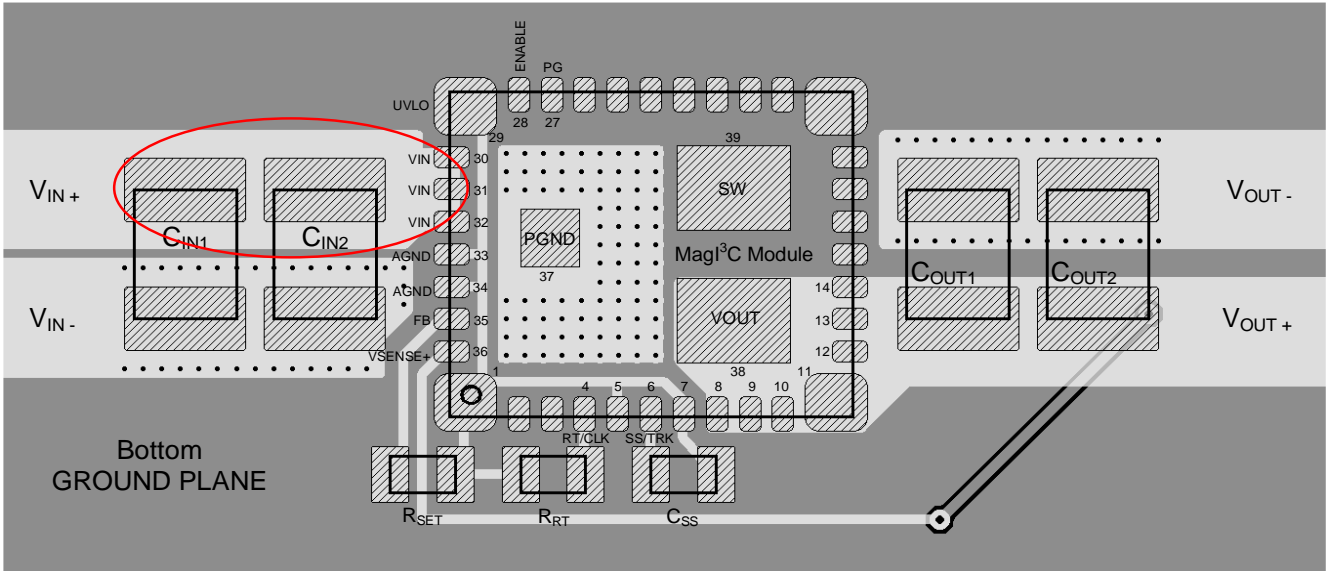 ENABLE
PG
UVLO
28
27
29
39
VIN
30
VIN
31
VIN
32
SW
VIN +
VOUT -
CIN1
CIN2
PGND
AGND
33
MagI³C Module
COUT1
COUT2
37
AGND
34
14
VIN -
FB
35
VOUT
13
VOUT +
VSENSE+
36
12
1
38
11
4
5
6
7
8
9
10
RT/CLK
SS/TRK
Bottom
GROUND PLANE
RSET
RRT
CSS